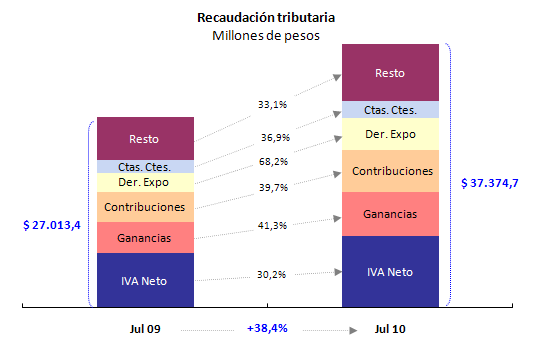 Recaudación tributaria
Millones de pesos
Resto
Ctas. Ctes.
Der. Expo
Contribuciones
Ganancias
IVA Neto
$ 27.013,4
33,1%
36,9%
68,2%
39,7%
41,3%
30,2%
Resto
Ctas. Ctes.
Der. Expo
Contribuciones
Ganancias
IVA Neto
$ 37.374,7
Jul 09
+38,4%
Jul 10